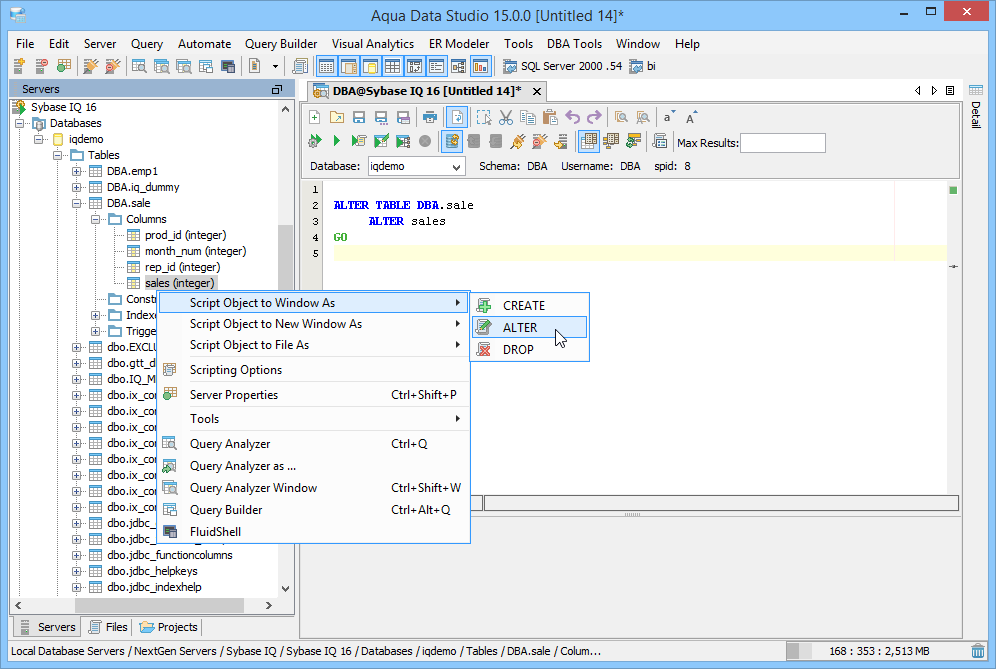 Aqua Data Studio 15.0.0 [Untitled 14]*
File Edit Server Query Automate Query Builder Visual Analytics ER Modeler Tools DBA Tools Window Help
SQL Server 2000 .54 bi
Servers
Sybase IQ 16
Databases
iqdemo
Tables
DBA.emp1
DBA.iq_dummy
DBA.sale
Columns
prod_id (integer)
month_num (integer)
rep_id (integer)
sales (integer)
Constr
Indexe
Trigge
dbo.EXCLU
dbo.gtt_d
dbo.IQ_M
dbo.ix_cor
dbo.ix_cor
dbo.ix_cor
dbo.ix_cor
dbo.ix_cor
dbo.ix_cor
dbo.ix_cor
dbo.ix_cor
dbo.jdbc_
dbo.jdbc_
dbo.jdbc_functioncolumns
dbo.jdbc_helpkeys
dbo.jdbc_indexhelp
Servers Files Projects
DBA@Sybase IQ 16 [Untitled 14]*
Max Results:
Database: iqdemo Schema: DBA Username: DBA spid: 8
1
2 ALTER TABLE DBA.sale
3 ALTER sales
4 GO
5
Detail
Script Object to Window As
Script Object to New Window As
Script Object to File As
Scripting Options
Server Properties Ctrl+Shift+P
Tools
Query Analyzer Ctrl+Q
Query Analyzer as ...
Query Analyzer Window Ctrl+Shift+W
Query Builder Ctrl+Alt+Q
FluidShell
CREATE
ALTER
DROP
Local Database Servers / NextGen Servers / Sybase IQ / Sybase IQ 16 / Databases / iqdemo / Tables / DBA.sale / Colum...
168 : 353 : 2,513 MB